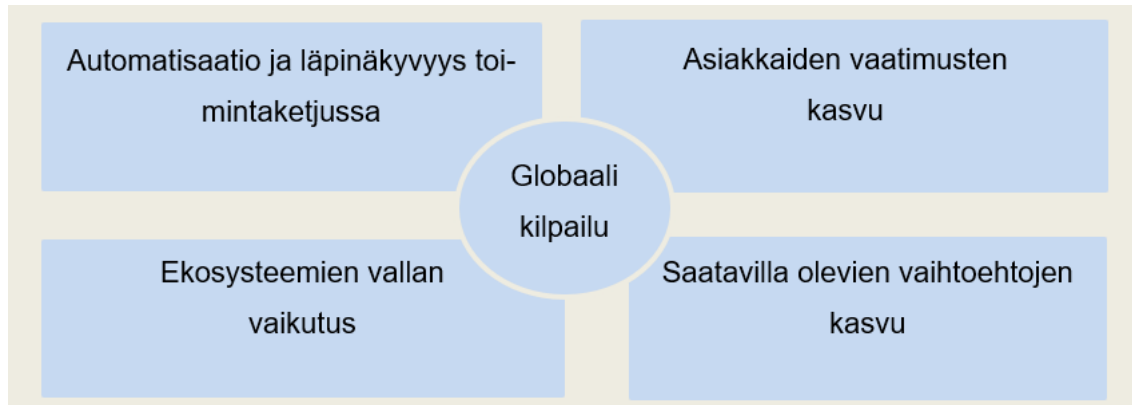 Automatisaatio ja läpinäkyvyys toi-
mintaketjussa
Asiakkaiden vaatimusten
kasvu
Globaali
kilpailu
Ekosysteemien vallan
vaikutus
Saatavilla olevien vaihtoehtojen
kasvu